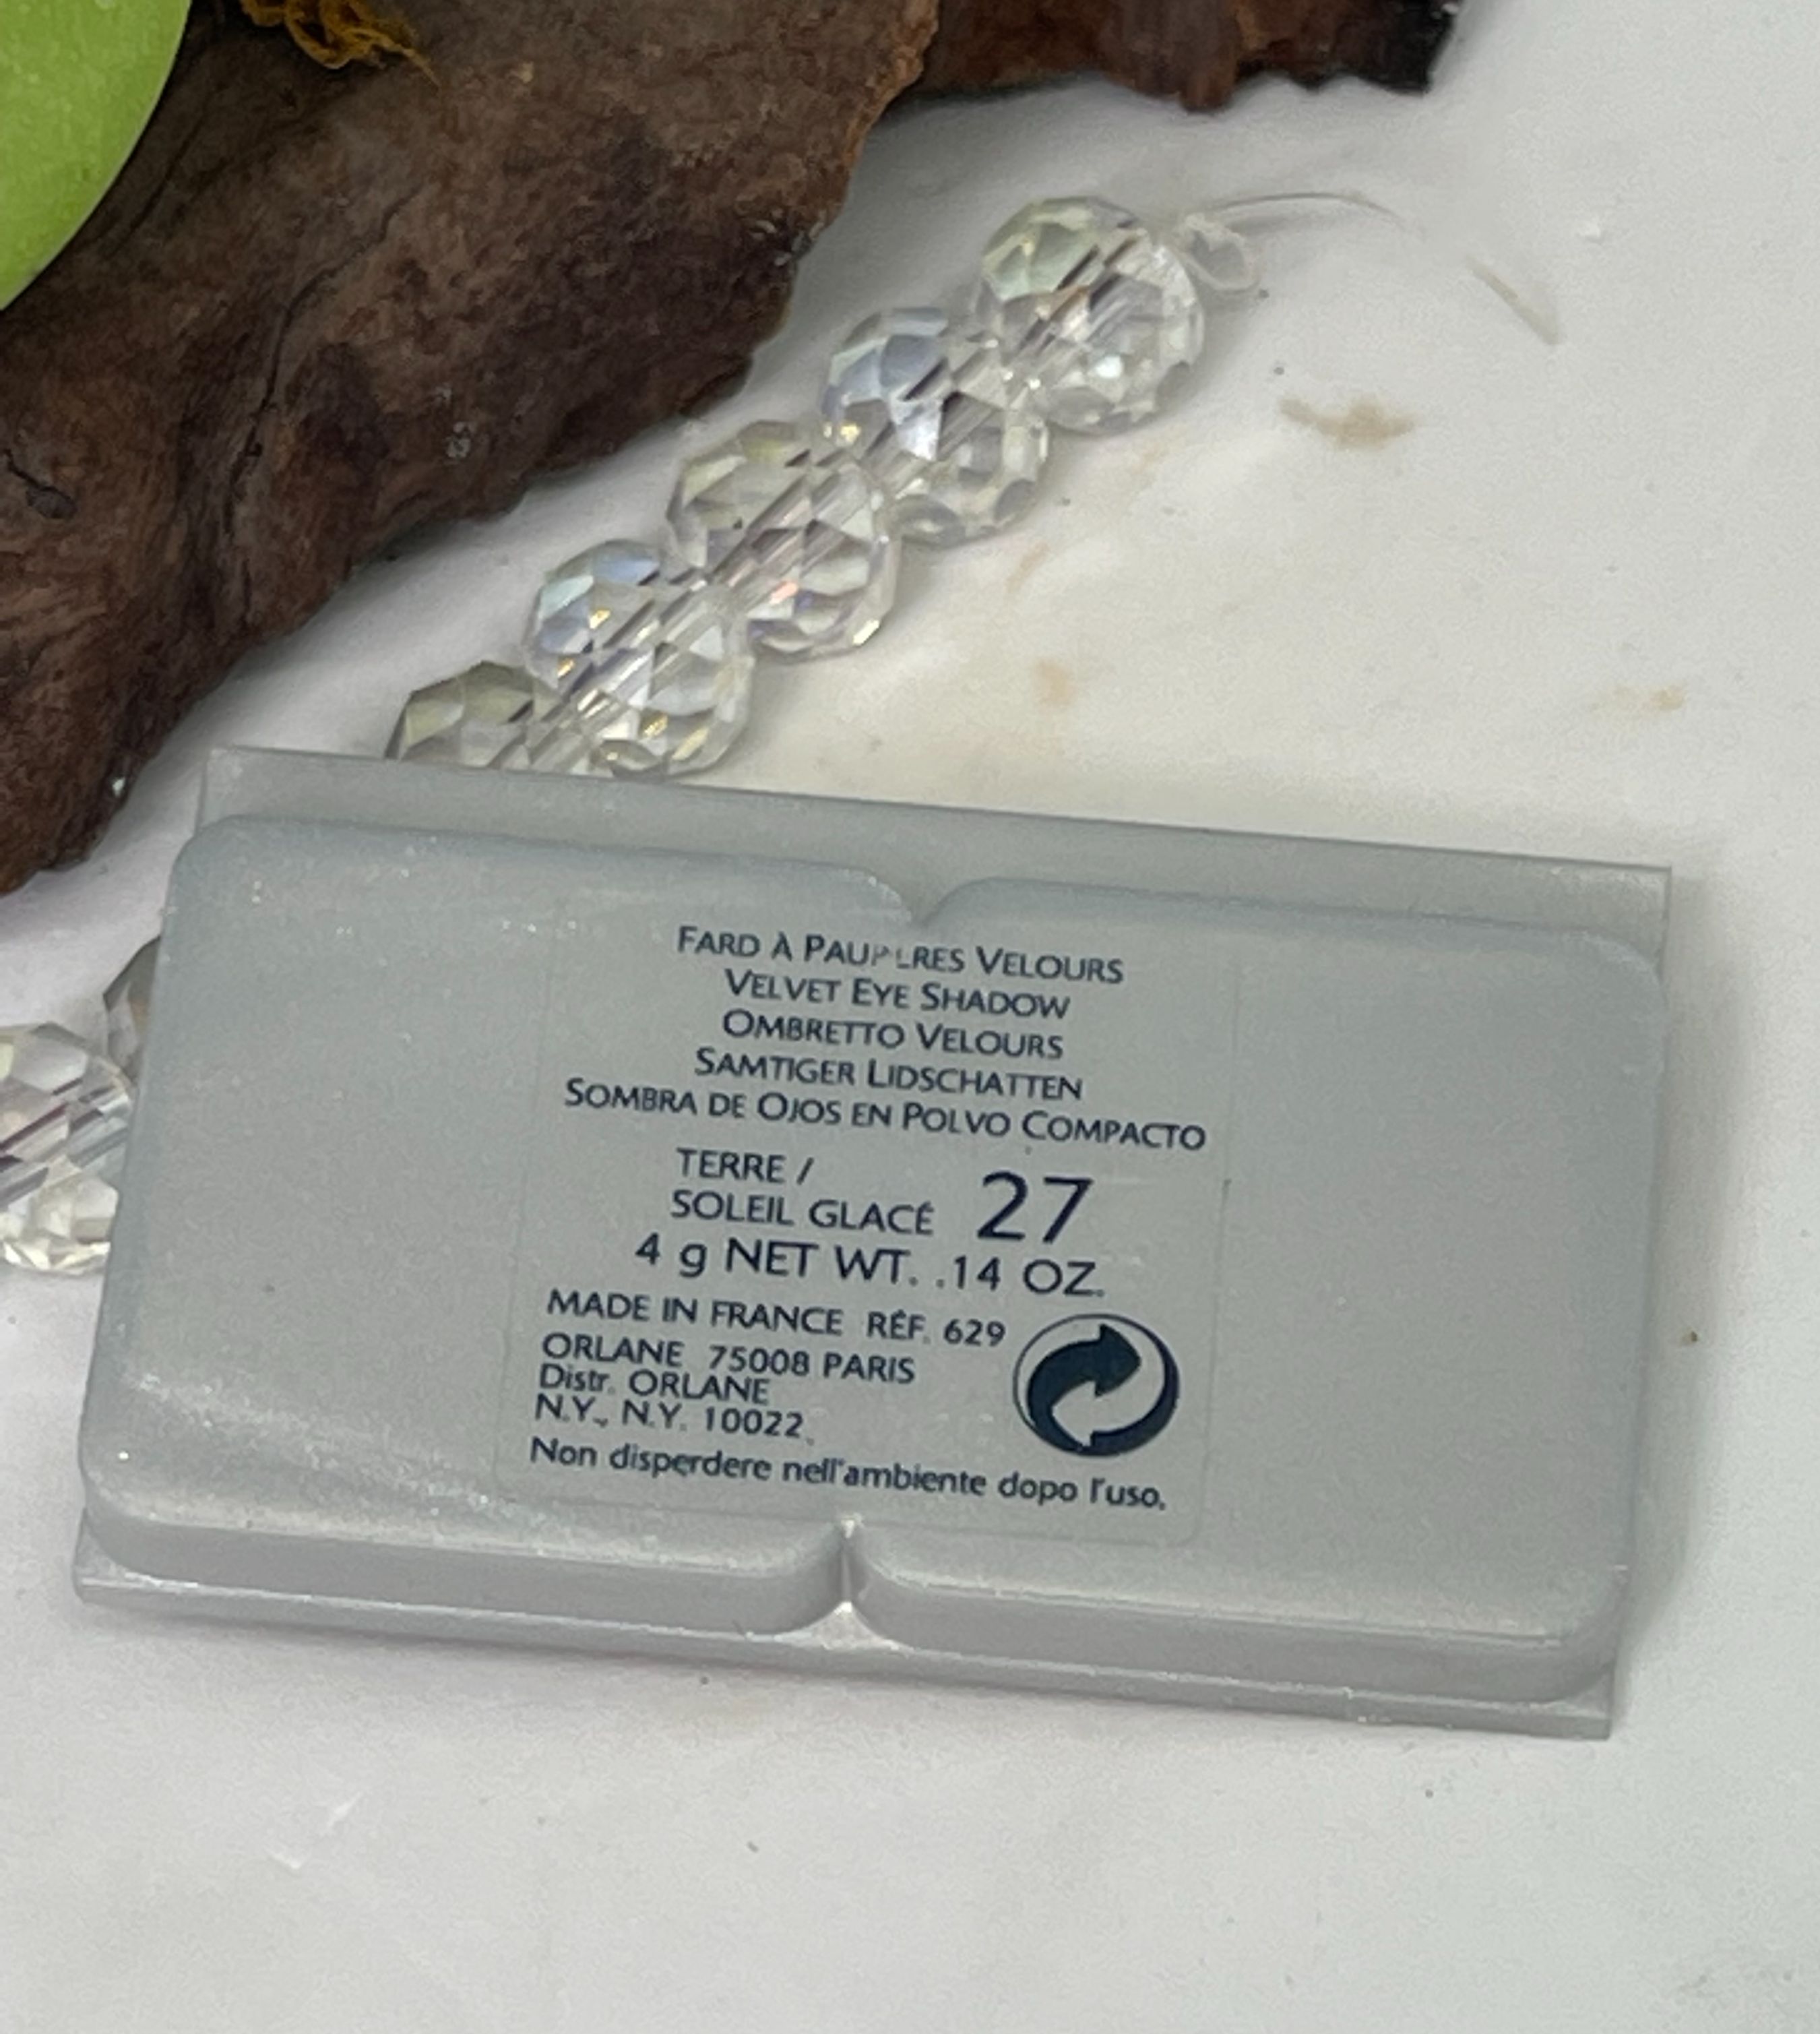 FARD À VELOURS
VELVET EYE SHADOW
OMBRETTO VELOURS
SAMTIGER LIDSCHATTEN
SOMBRA DE OJOS EN POLVO COMPACTO
TERRE /
SOLEIL GLACÉ 27
4 g NET WT. .14 OZ.
MADE IN FRANCE RÉF. 629
ORLANE 75008 PARIS
Distr. ORLANE
N.Y., N.Y. 10022
Non disperdere nell'ambiente dopo l'uso.